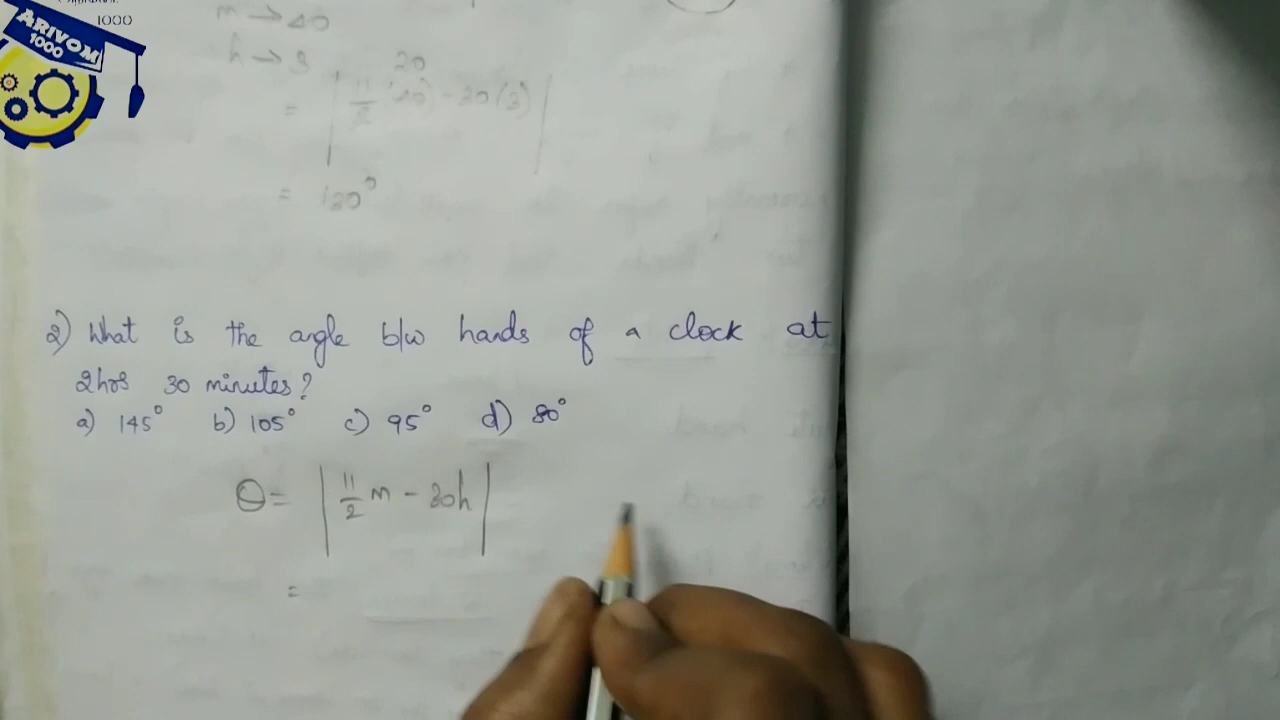 1000
ARIVOM
1000
m → 40
h → 3
20
= | 11/2 (40) - 30(3) |
= 130°
2) What is the angle b/w hands of a clock at
2hrs 30 minutes?
a) 145° b) 105° c) 95° d) 80°
θ = | 11/2 m - 30h |
=